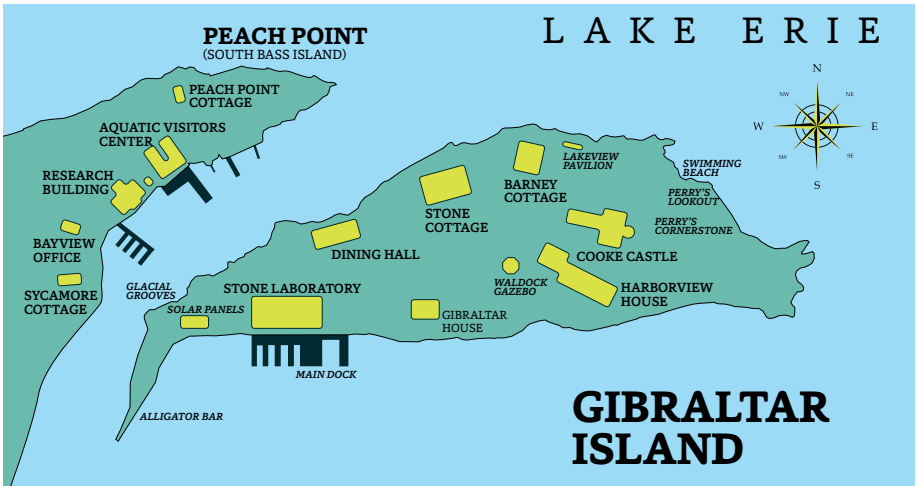 LAKE ERIE
PEACH POINT
(SOUTH BASS ISLAND)
PEACH POINT
COTTAGE
AQUATIC VISITORS
CENTER
RESEARCH
BUILDING
BAYVIEW
OFFICE
SYCAMORE
COTTAGE
N
NW
NE
W
E
SW
SE
S
LAKEVIEW
PAVILION
SWIMMING
BEACH
BARNEY
COTTAGE
PERRY'S
LOOKOUT
STONE
COTTAGE
PERRY'S
CORNERSTONE
DINING HALL
COOKE CASTLE
GLACIAL
GROOVES
STONE LABORATORY
WALDOCK
GAZEBO
HARBORVIEW
HOUSE
SOLAR PANELS
GIBRALTAR
HOUSE
MAIN DOCK
ALLIGATOR BAR
GIBRALTAR
ISLAND